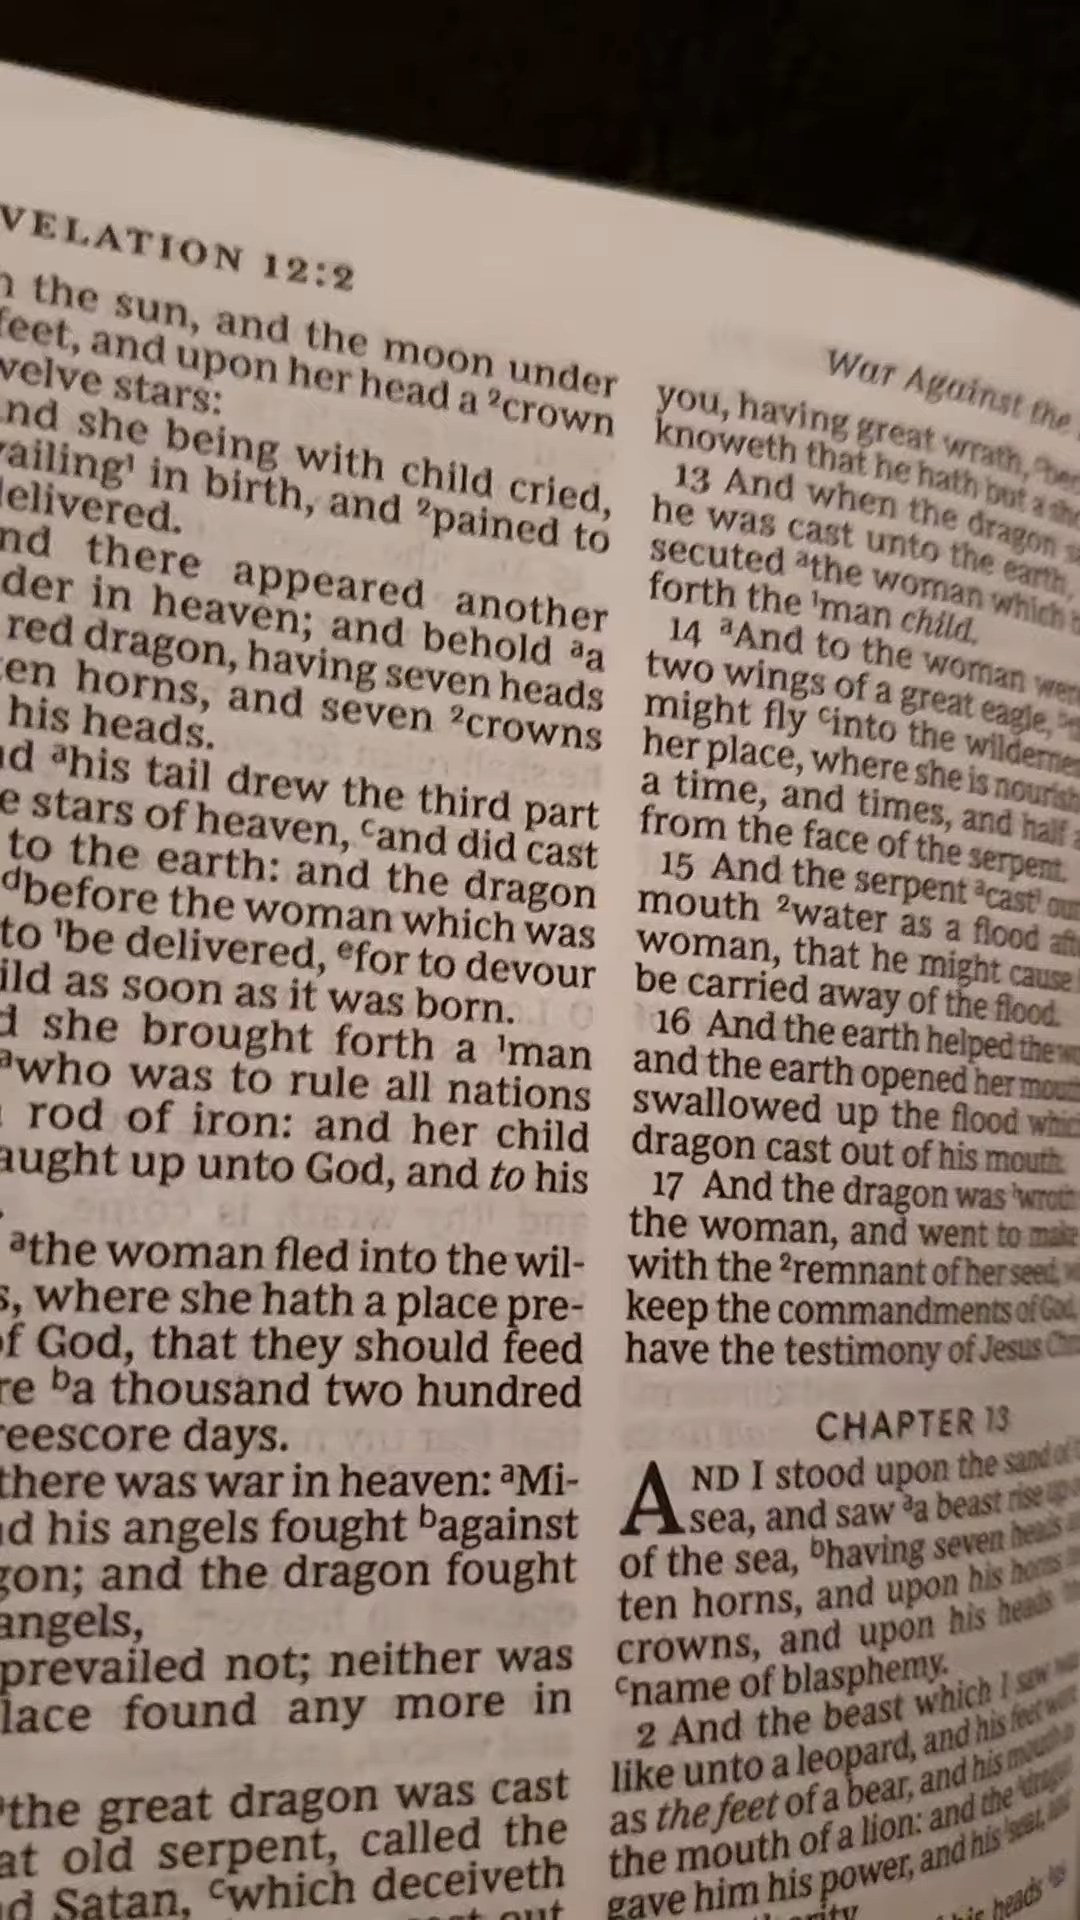 VELATION 12:2
the sun, and the moon under
feet, and upon her head a ²crown
velve stars:
nd she being with child cried,
vailing¹ in birth, and ²pained to
delivered.
nd there appeared another
der in heaven; and behold ᵃa
red dragon, having seven heads
ten horns, and seven ²crowns
his heads.
nd ᵃhis tail drew the third part
e stars of heaven, ᶜand did cast
to the earth: and the dragon
ᵈbefore the woman which was
to ¹be delivered, ᵉfor to devour
ild as soon as it was born.
d she brought forth a ¹man
ᵃwho was to rule all nations
rod of iron: and her child
aught up unto God, and to his
ᵃthe woman fled into the wil-
s, where she hath a place pre-
of God, that they should feed
re ᵇa thousand two hundred
reescore days.
there was war in heaven: ᵃMi-
d his angels fought ᵇagainst
gon; and the dragon fought
angels,
prevailed not; neither was
lace found any more in
the great dragon was cast
at old serpent, called the
d Satan, ᶜwhich deceiveth
out
War Against the
you, having great wrath,
knoweth that he hath but a
13 And when the dragon
he was cast unto the earth,
secuted ᵃthe woman which
forth the ¹man child.
14 ᵃAnd to the woman were
two wings of a great eagle,
might fly ᶜinto the wilderne
her place, where she is nourish
a time, and times, and half
from the face of the serpent.
15 And the serpent ᵃcast¹ out
mouth ²water as a flood
woman, that he might cause
be carried away of the flood.
16 And the earth helped the
and the earth opened her mouth
swallowed up the flood which
dragon cast out of his mouth.
17 And the dragon was ¹wroth
the woman, and went to make
with the ²remnant of her seed,
keep the commandments of God,
have the testimony of Jesus
CHAPTER 13
AND I stood upon the sand of
sea, and saw ᵃa beast rise up
of the sea, ᵇhaving seven heads
ten horns, and upon his horns
crowns, and upon his heads
ᶜname of blasphemy.
2 And the beast which I saw
like unto a leopard, and his feet
as the feet of a bear, and his mouth
the mouth of a lion: and the ¹dragon
gave him his power, and his ¹seat,
heads